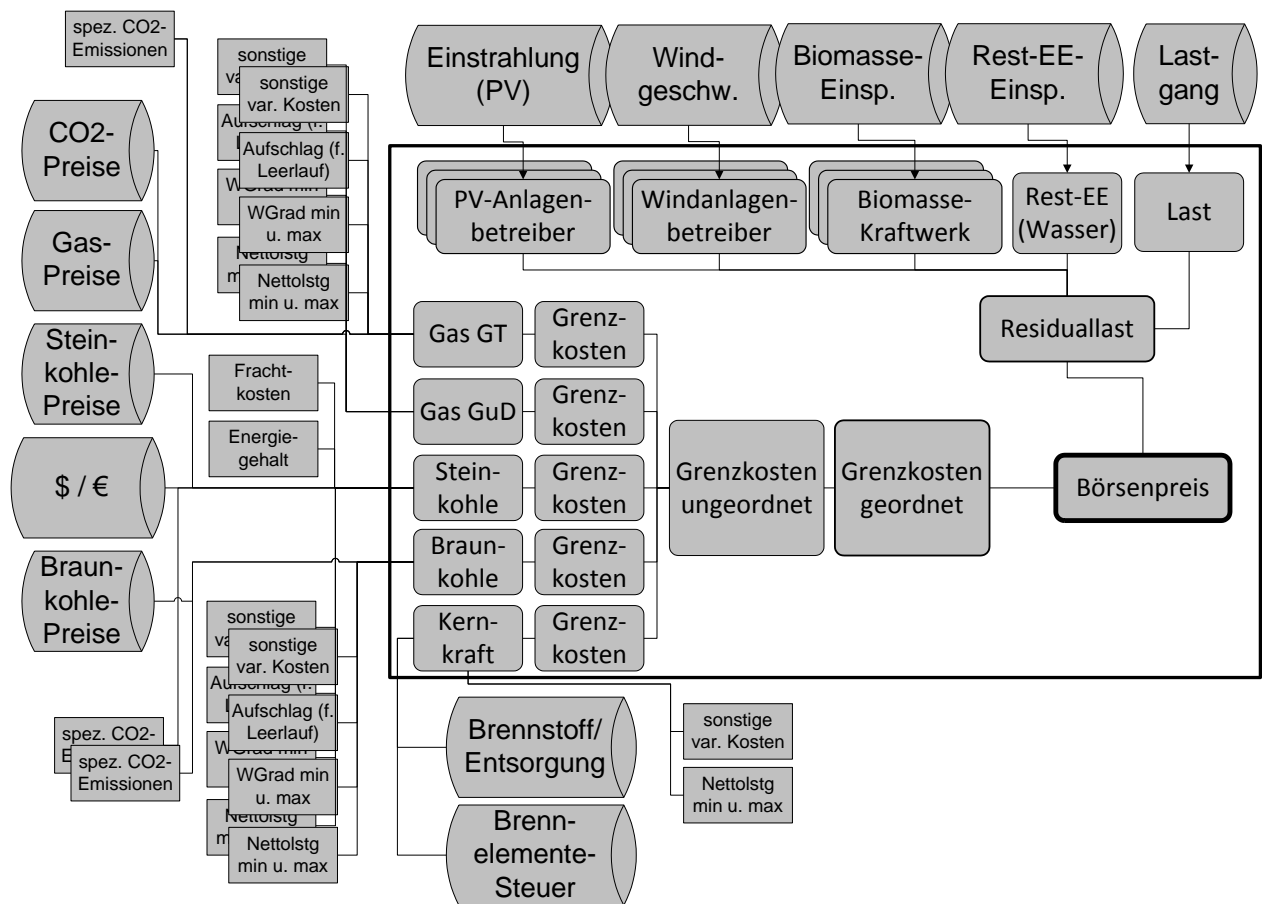 spez. CO2-
Emissionen
sonstige
sonstige
var. Kosten
Aufschlag (f.
Leerlauf)
WGrad min
u. max
Nettolstg
min u. max
CO2-
Preise
Gas-
Preise
Stein-
kohle-
Preise
$ / €
Braun-
kohle-
Preise
Einstrahlung
(PV)
Wind-
geschw.
Biomasse-
Einsp.
Rest-EE-
Einsp.
Last-
gang
PV-Anlagen-
betreiber
Windanlagen-
betreiber
Biomasse-
Kraftwerk
Rest-EE
(Wasser)
Last
Residuallast
Fracht-
kosten
Energie-
gehalt
Gas GT
Grenz-
kosten
Gas GuD
Grenz-
kosten
Stein-
kohle
Grenz-
kosten
Braun-
kohle
Grenz-
kosten
Kern-
kraft
Grenz-
kosten
Grenzkosten
ungeordnet
Grenzkosten
geordnet
Börsenpreis
sonstige
sonstige
var. Kosten
Aufschlag (f.
Leerlauf)
WGrad min
u. max
Nettolstg
Nettolstg
min u. max
spez. CO2-
spez. CO2-
Emissionen
Brennstoff/
Entsorgung
Brenn-
elemente-
Steuer
sonstige
var. Kosten
Nettolstg
min u. max